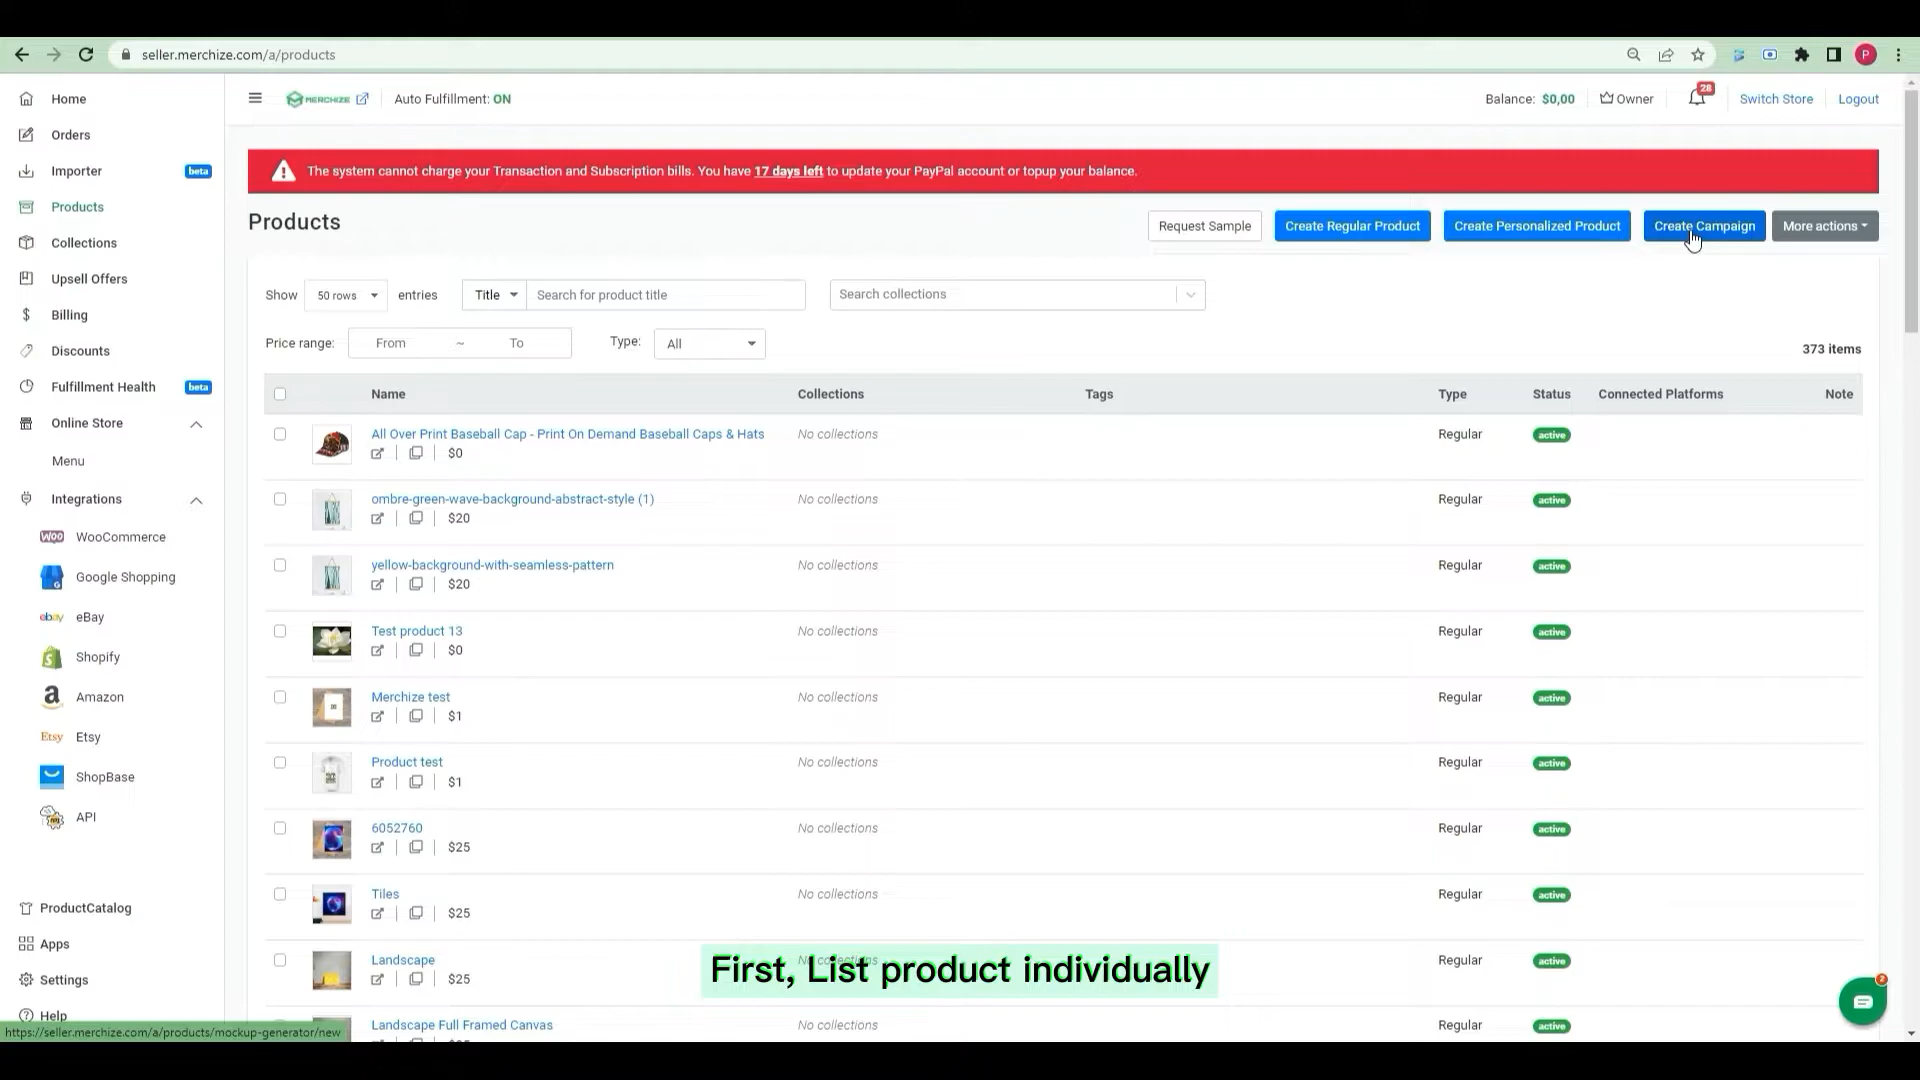 seller.merchize.com/a/products
P
Home
Orders
Importer beta
Products
Collections
Upsell Offers
Billing
Discounts
Fulfillment Health beta
Online Store
Menu
Integrations
Woo WooCommerce
Google Shopping
ebay eBay
Shopify
a Amazon
Etsy Etsy
ShopBase
API
ProductCatalog
Apps
Settings
Help
https://seller.merchize.com/a/products/mockup-generator/new
MERCHIZE Auto Fulfillment: ON
Balance: $0,00 Owner 28 Switch Store Logout
The system cannot charge your Transaction and Subscription bills. You have 17 days left to update your PayPal account or topup your balance.
Products Request Sample Create Regular Product Create Personalized Product Create Campaign More actions
Show 50 rows entries Title Search for product title Search collections
Price range: From ~ To Type: All 373 items
Name Collections Tags Type Status Connected Platforms Note
All Over Print Baseball Cap - Print On Demand Baseball Caps & Hats No collections Regular active
$0
ombre-green-wave-background-abstract-style (1) No collections Regular active
$20
yellow-background-with-seamless-pattern No collections Regular active
$20
Test product 13 No collections Regular active
$0
Merchize test No collections Regular active
$1
Product test No collections Regular active
$1
6052760 No collections Regular active
$25
Tiles No collections Regular active
$25
Landscape No collections Regular active
$25
First, List product individually
2
Landscape Full Framed Canvas No collections Regular active